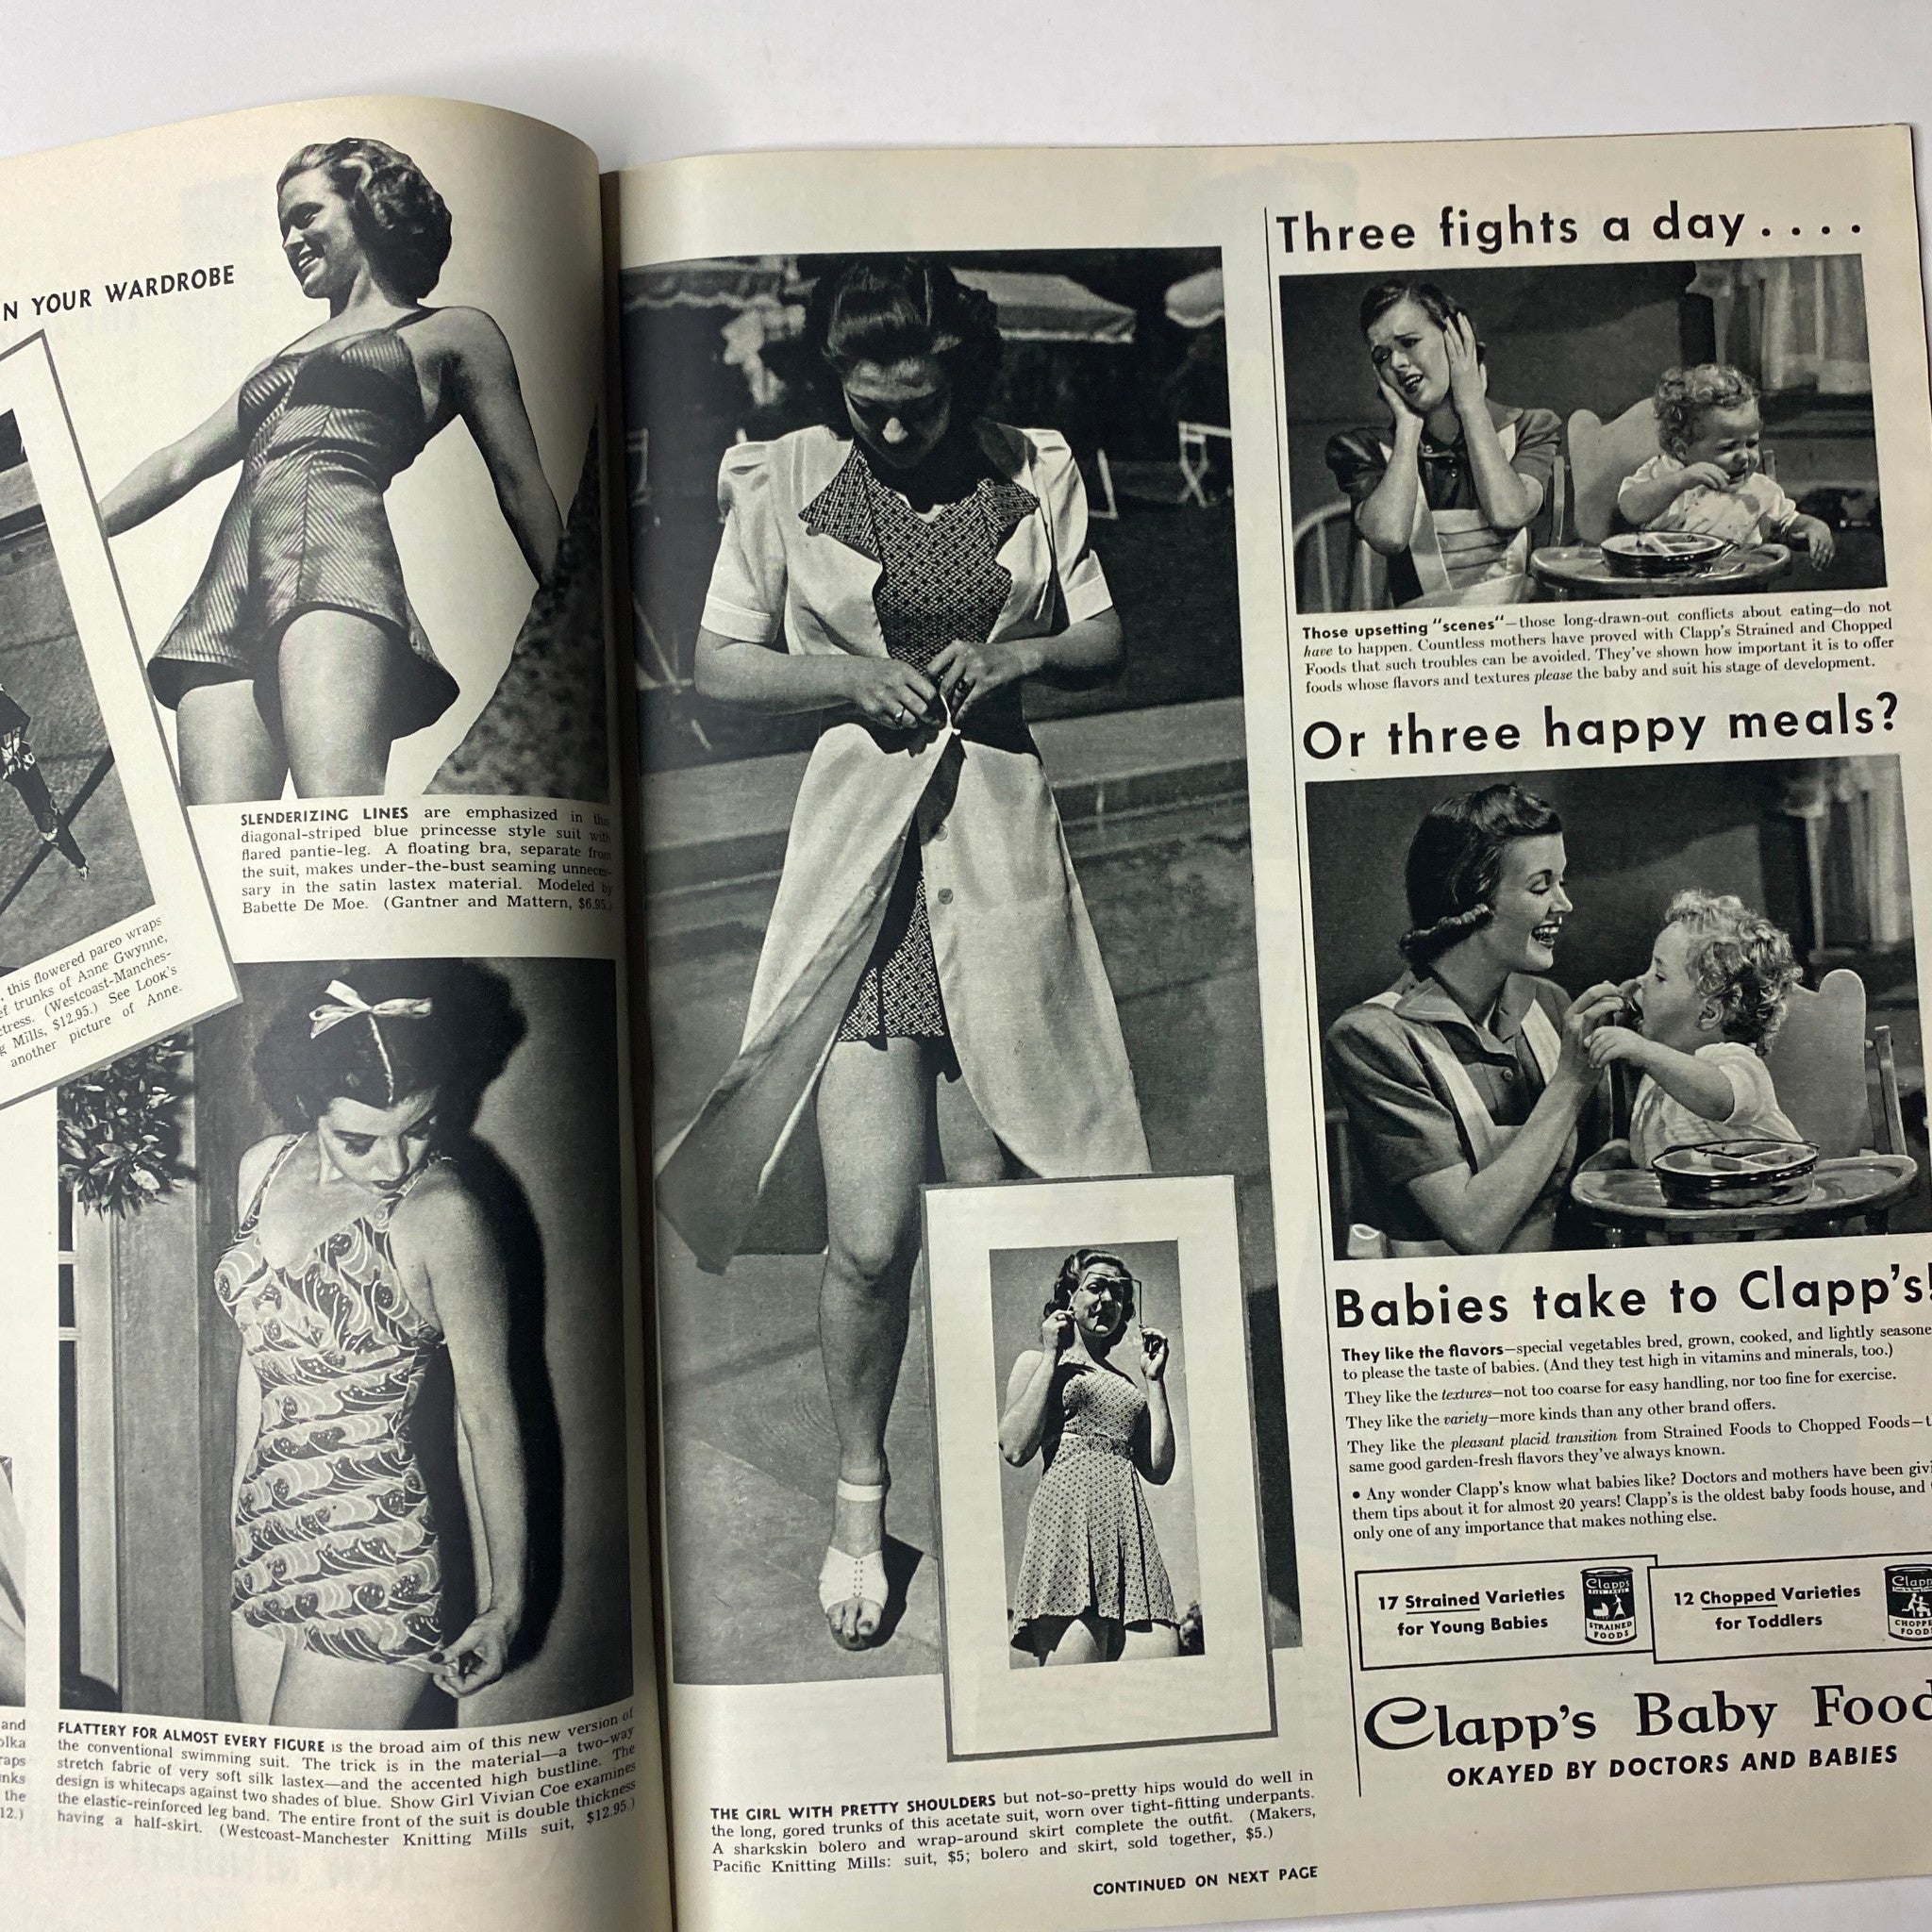 N YOUR WARDROBE
, this flowered pareo wraps
ef trunks of Anne Gwynne,
ctress. (Westcoast-Manches-
g Mills, $12.95.) See LOOK'S
another picture of Anne.
SLENDERIZING LINES are emphasized in this
diagonal-striped blue princesse style suit with
flared pantie-leg. A floating bra, separate from
the suit, makes under-the-bust seaming unneces-
sary in the satin lastex material. Modeled by
Babette De Moe. (Gantner and Mattern, $6.95.)
and
olka
raps
nks
the
12.)
FLATTERY FOR ALMOST EVERY FIGURE is the broad aim of this new version of
the conventional swimming suit. The trick is in the material—a two-way
stretch fabric of very soft silk lastex—and the accented high bustline. The
design is whitecaps against two shades of blue. Show Girl Vivian Coe examines
the elastic-reinforced leg band. The entire front of the suit is double thickness
having a half-skirt. (Westcoast-Manchester Knitting Mills suit, $12.95.)
THE GIRL WITH PRETTY SHOULDERS but not-so-pretty hips would do well in
the long, gored trunks of this acetate suit, worn over tight-fitting underpants.
A sharkskin bolero and wrap-around skirt complete the outfit. (Makers,
Pacific Knitting Mills: suit, $5; bolero and skirt, sold together, $5.)
CONTINUED ON NEXT PAGE
Three fights a day....
Those upsetting "scenes"—those long-drawn-out conflicts about eating—do not
have to happen. Countless mothers have proved with Clapp's Strained and Chopped
Foods that such troubles can be avoided. They've shown how important it is to offer
foods whose flavors and textures please the baby and suit his stage of development.
Or three happy meals?
Babies take to Clapp's!
They like the flavors—special vegetables bred, grown, cooked, and lightly seasone
to please the taste of babies. (And they test high in vitamins and minerals, too.)
They like the textures—not too coarse for easy handling, nor too fine for exercise.
They like the variety—more kinds than any other brand offers.
They like the pleasant placid transition from Strained Foods to Chopped Foods—t
same good garden-fresh flavors they've always known.
• Any wonder Clapp's know what babies like? Doctors and mothers have been givi
them tips about it for almost 20 years! Clapp's is the oldest baby foods house, and
only one of any importance that makes nothing else.
17 Strained Varieties
for Young Babies
Clapp's
STRAINED
FOODS
12 Chopped Varieties
for Toddlers
Clapp
CHOPPE
FOOD
Clapp's Baby Food
OKAYED BY DOCTORS AND BABIES